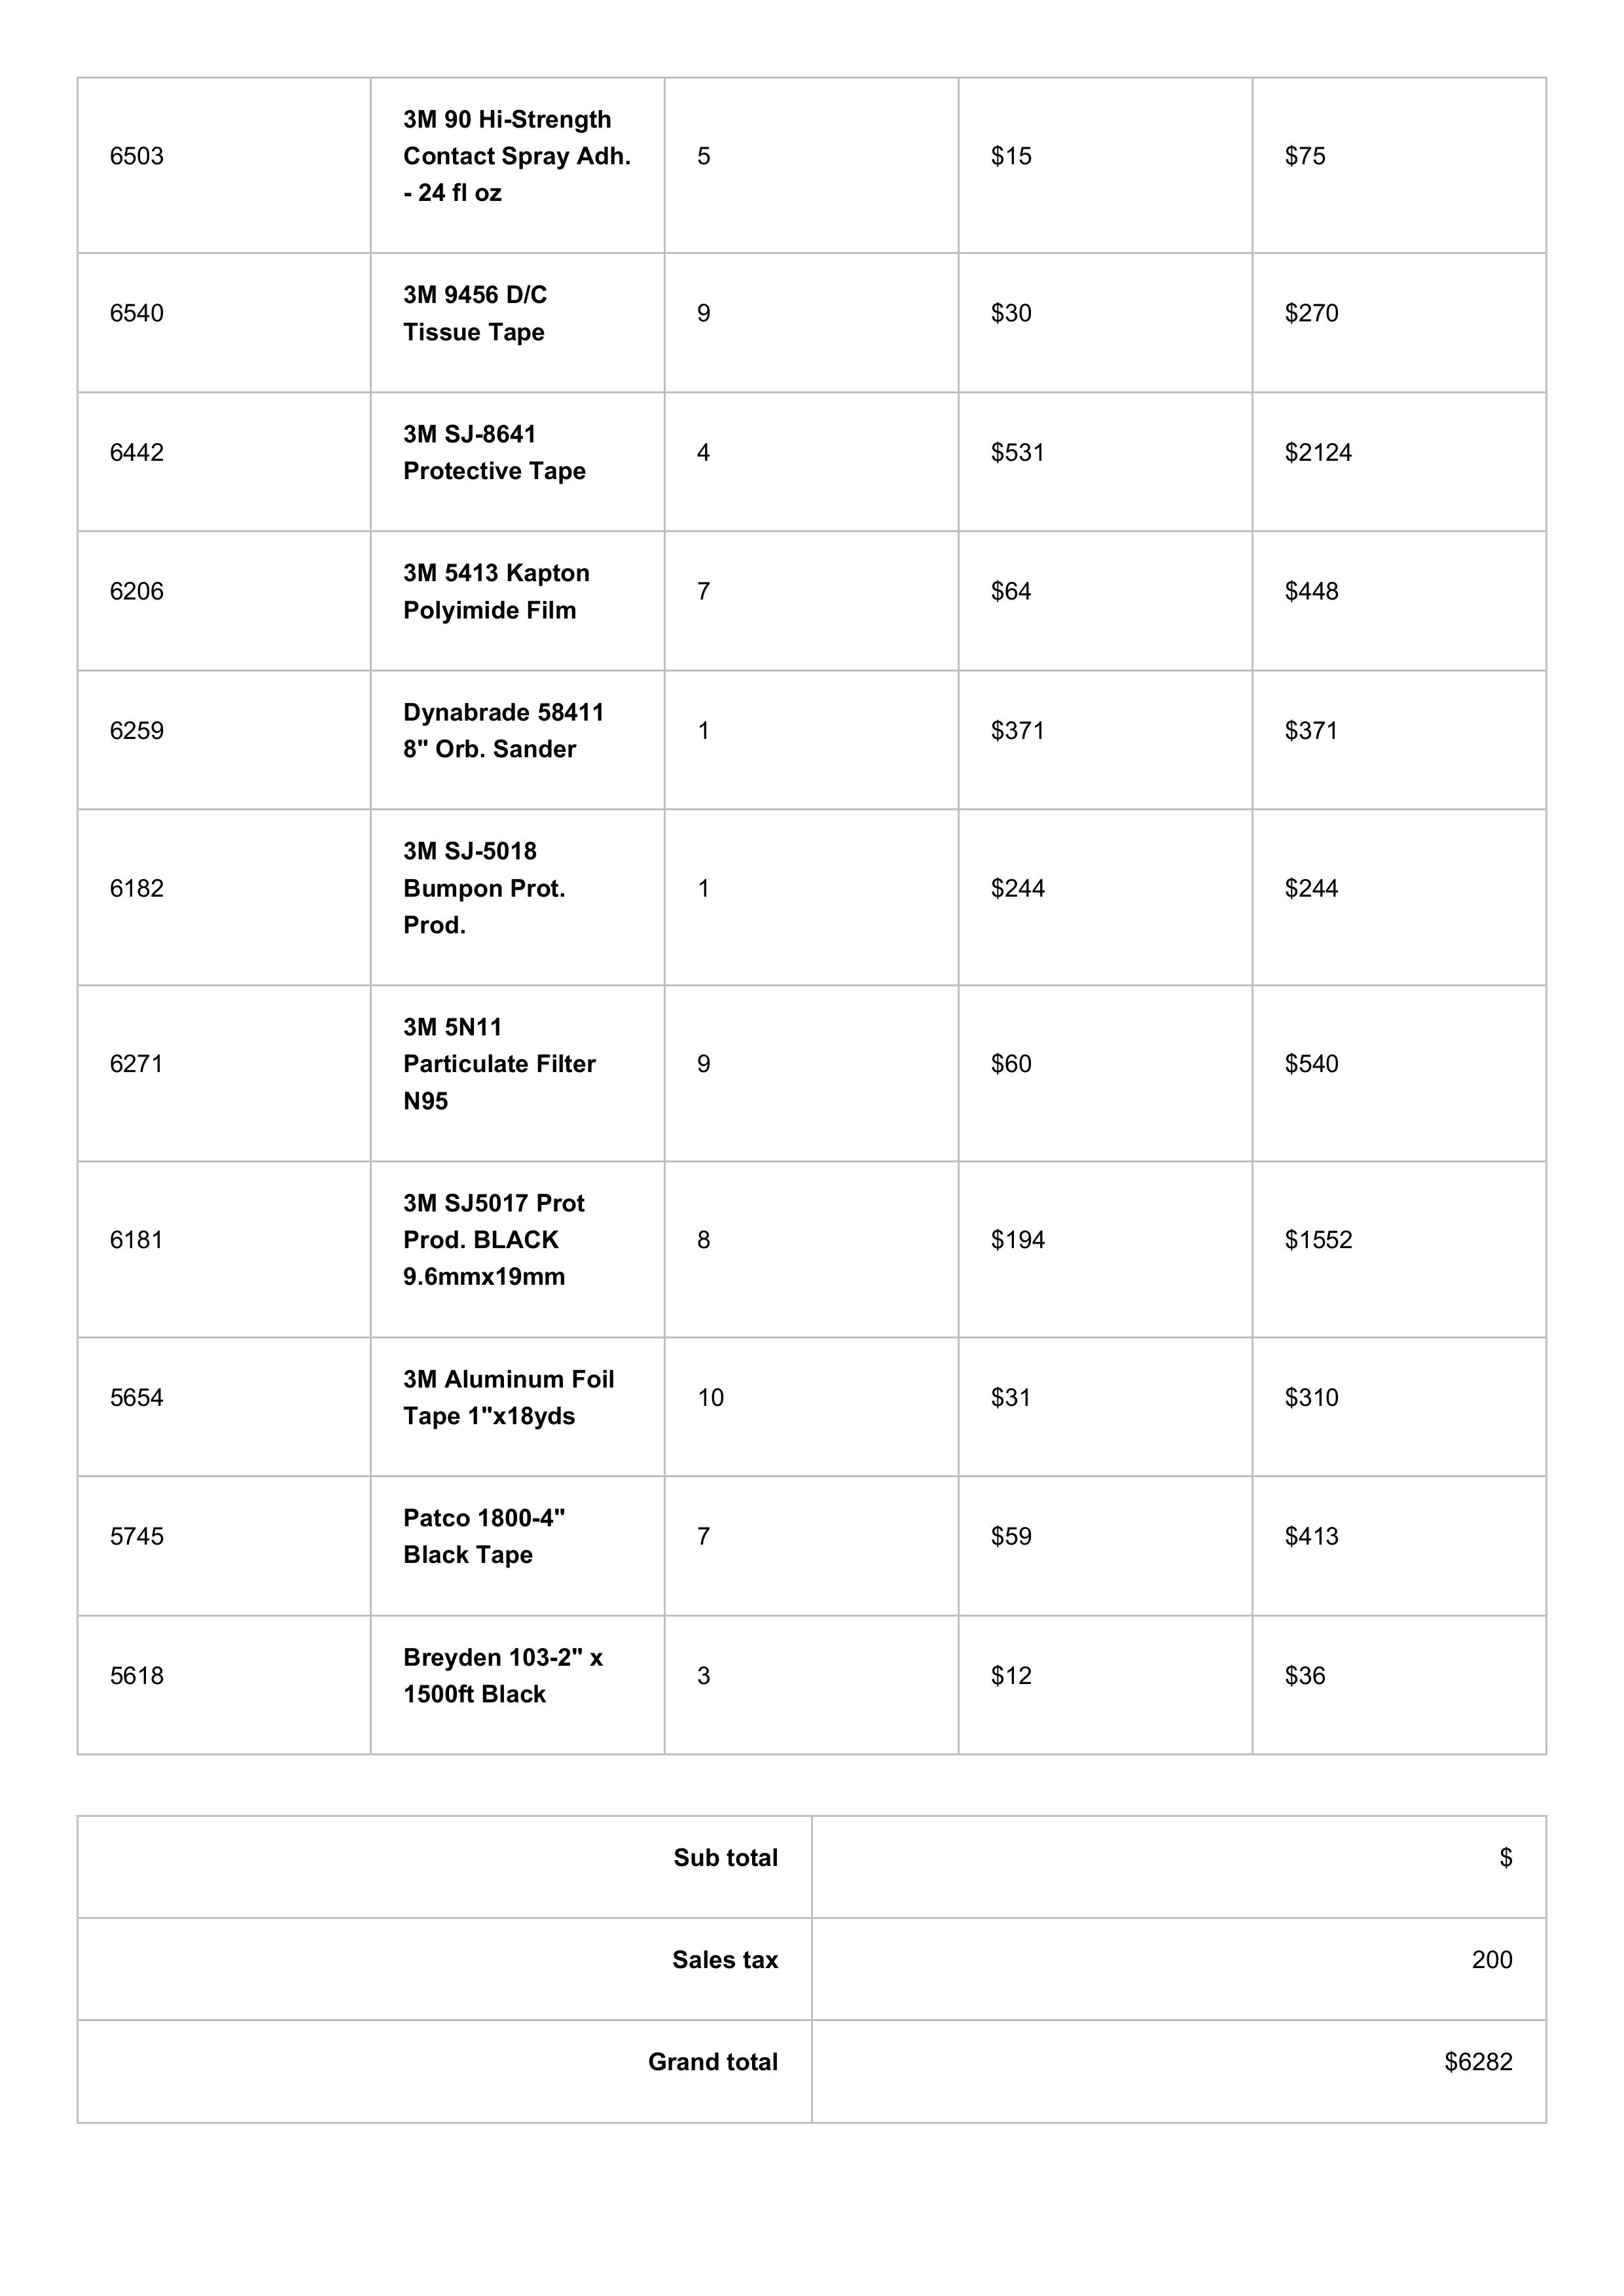 6503
3M 90 Hi-Strength
Contact Spray Adh.
- 24 fl oz
5
$15
$75
6540
3M 9456 D/C
Tissue Tape
9
$30
$270
6442
3M SJ-8641
Protective Tape
4
$531
$2124
6206
3M 5413 Kapton
Polyimide Film
7
$64
$448
6259
Dynabrade 58411
8" Orb. Sander
1
$371
$371
6182
3M SJ-5018
Bumpon Prot.
Prod.
1
$244
$244
6271
3M 5N11
Particulate Filter
N95
9
$60
$540
6181
3M SJ5017 Prot
Prod. BLACK
9.6mmx19mm
8
$194
$1552
5654
3M Aluminum Foil
Tape 1"x18yds
10
$31
$310
5745
Patco 1800-4"
Black Tape
7
$59
$413
5618
Breyden 103-2" x
1500ft Black
3
$12
$36
Sub total
$
Sales tax
200
Grand total
$6282